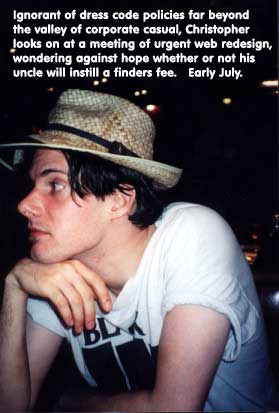 Ignorant of dress code policies far beyond
the valley of corporate casual, Christopher
looks on at a meeting of urgent web redesign,
wondering against hope whether or not his
uncle will instill a finders fee. Early July.
BLA